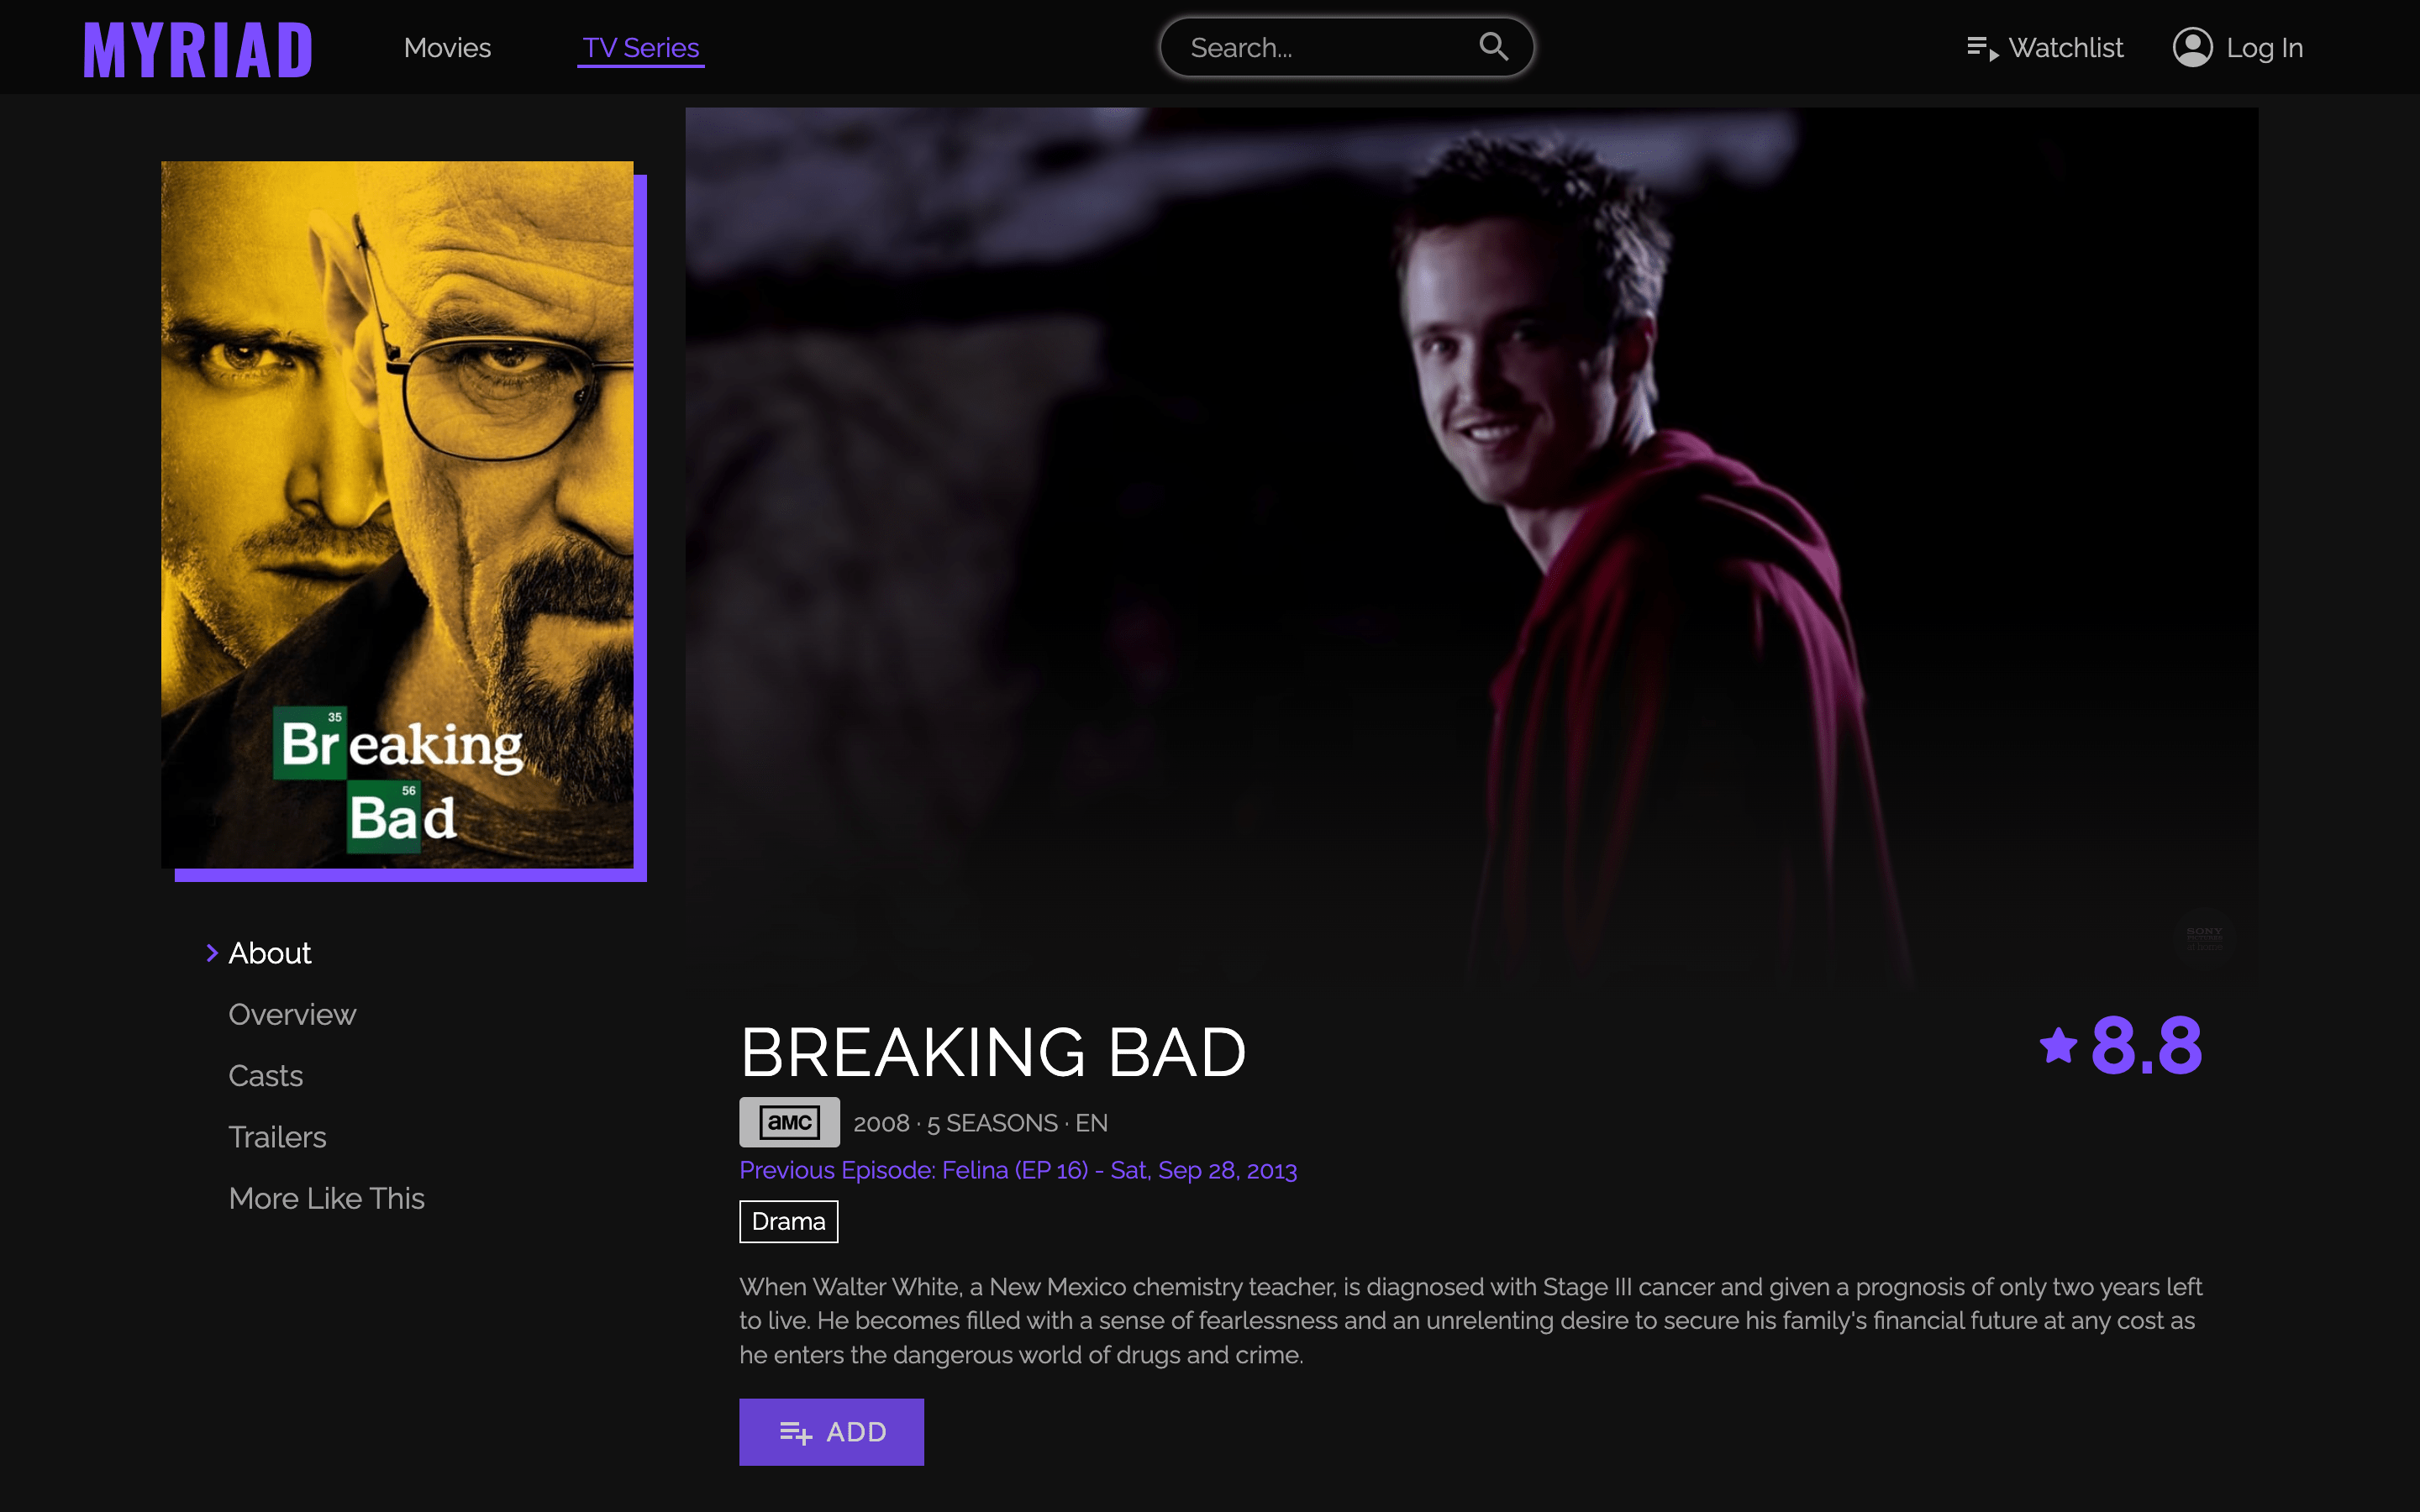 MYRIAD
Movies
TV Series
Search...
Watchlist
Log In
35
Breaking
56
Bad
SONY
About
Overview
Casts
Trailers
More Like This
BREAKING BAD
8.8
aMC
2008 · 5 SEASONS · EN
Previous Episode: Felina (EP 16) - Sat, Sep 28, 2013
Drama
When Walter White, a New Mexico chemistry teacher, is diagnosed with Stage III cancer and given a prognosis of only two years left
to live. He becomes filled with a sense of fearlessness and an unrelenting desire to secure his family's financial future at any cost as
he enters the dangerous world of drugs and crime.
ADD